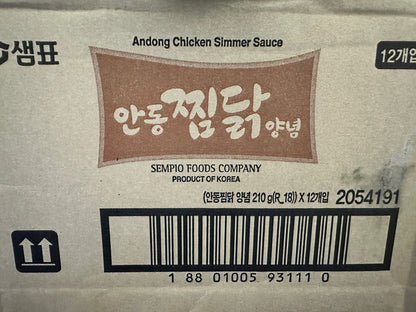 Andong Chicken Simmer Sauce
샘표
12개입
안동찜닭양념
SEMPIO FOODS COMPANY
PRODUCT OF KOREA
(안동찜닭 양념 210 g(R_18)) X 12개입 2054191
1 88 01005 93111 0